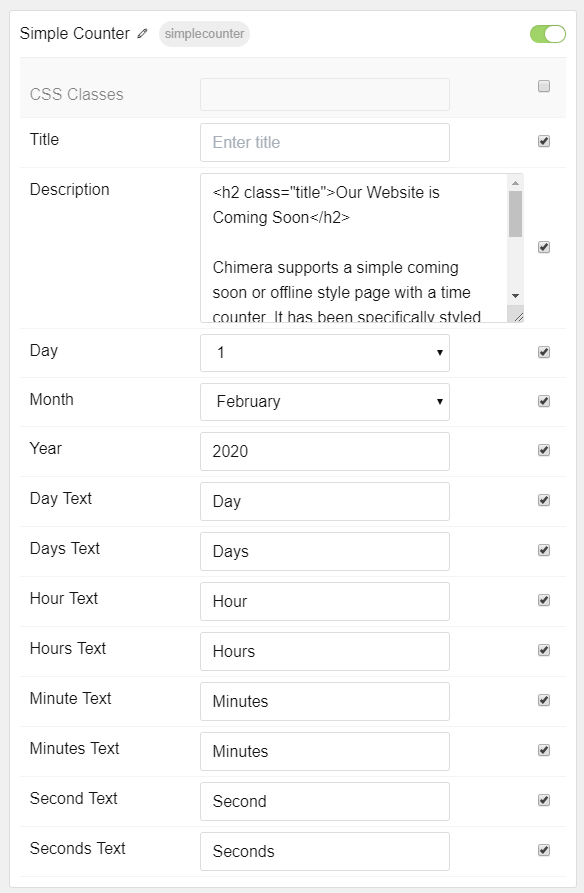 Simple Counter simplecounter
CSS Classes
Title Enter title
Description <h2 class="title">Our Website is
Coming Soon</h2>
Chimera supports a simple coming
soon or offline style page with a time
counter. It has been specifically styled
Day 1
Month February
Year 2020
Day Text Day
Days Text Days
Hour Text Hour
Hours Text Hours
Minute Text Minutes
Minutes Text Minutes
Second Text Second
Seconds Text Seconds